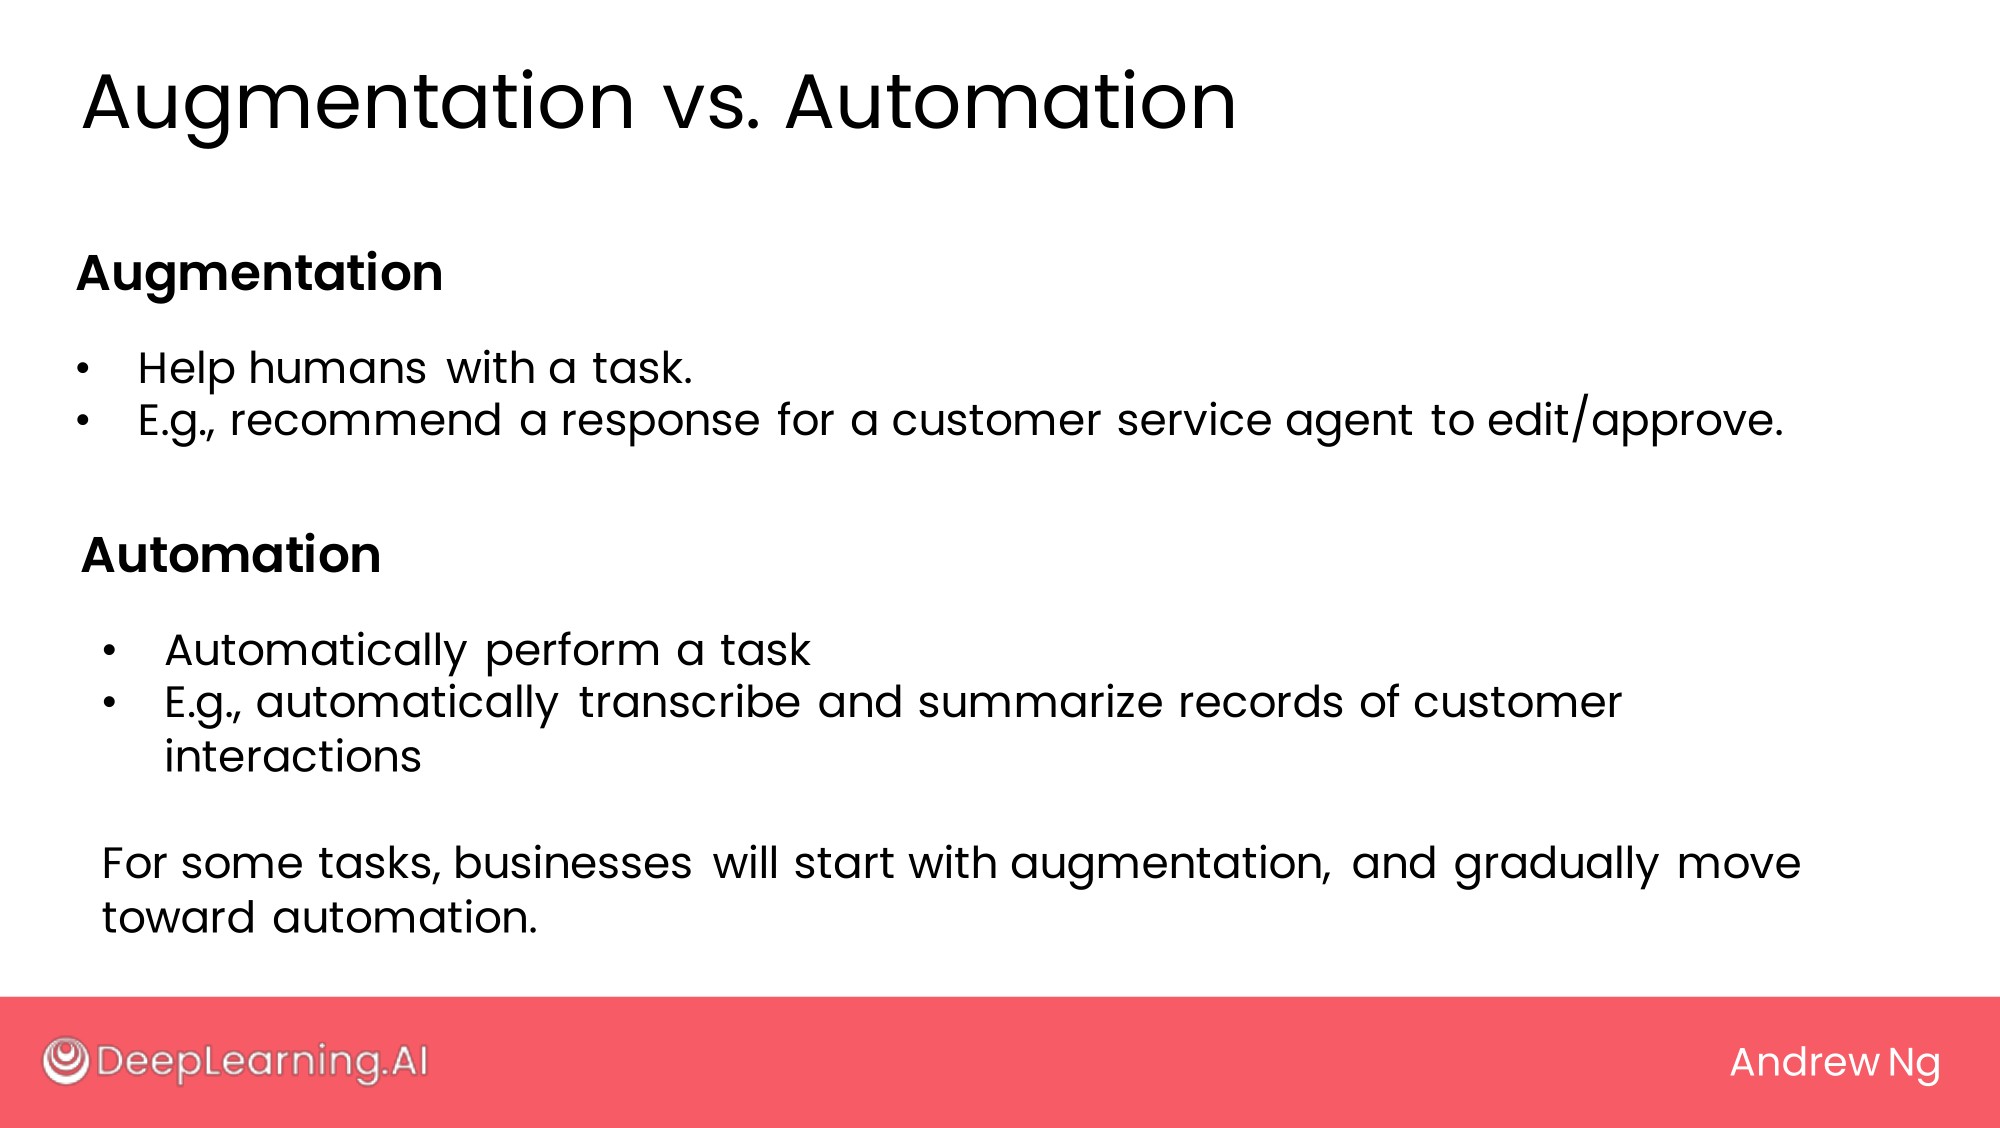 Augmentation vs. Automation
Augmentation
• Help humans with a task.
• E.g., recommend a response for a customer service agent to edit/approve.
Automation
• Automatically perform a task
• E.g., automatically transcribe and summarize records of customer
interactions
For some tasks, businesses will start with augmentation, and gradually move
toward automation.
DeepLearning.AI
Andrew Ng